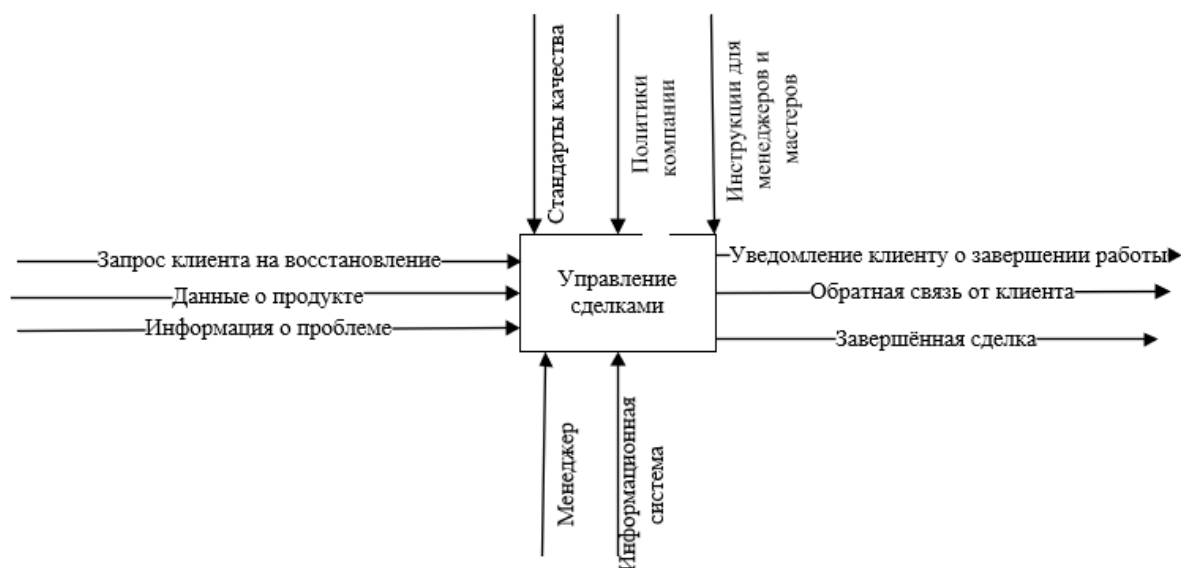 Стандарты качества
Политики
компании
Инструкции для
менеджеров и
мастеров
Запрос клиента на восстановление
Данные о продукте
Информация о проблеме
Управление
сделками
Уведомление клиенту о завершении работы
Обратная связь от клиента
Завершённая сделка
Менеджер
Информационная
система